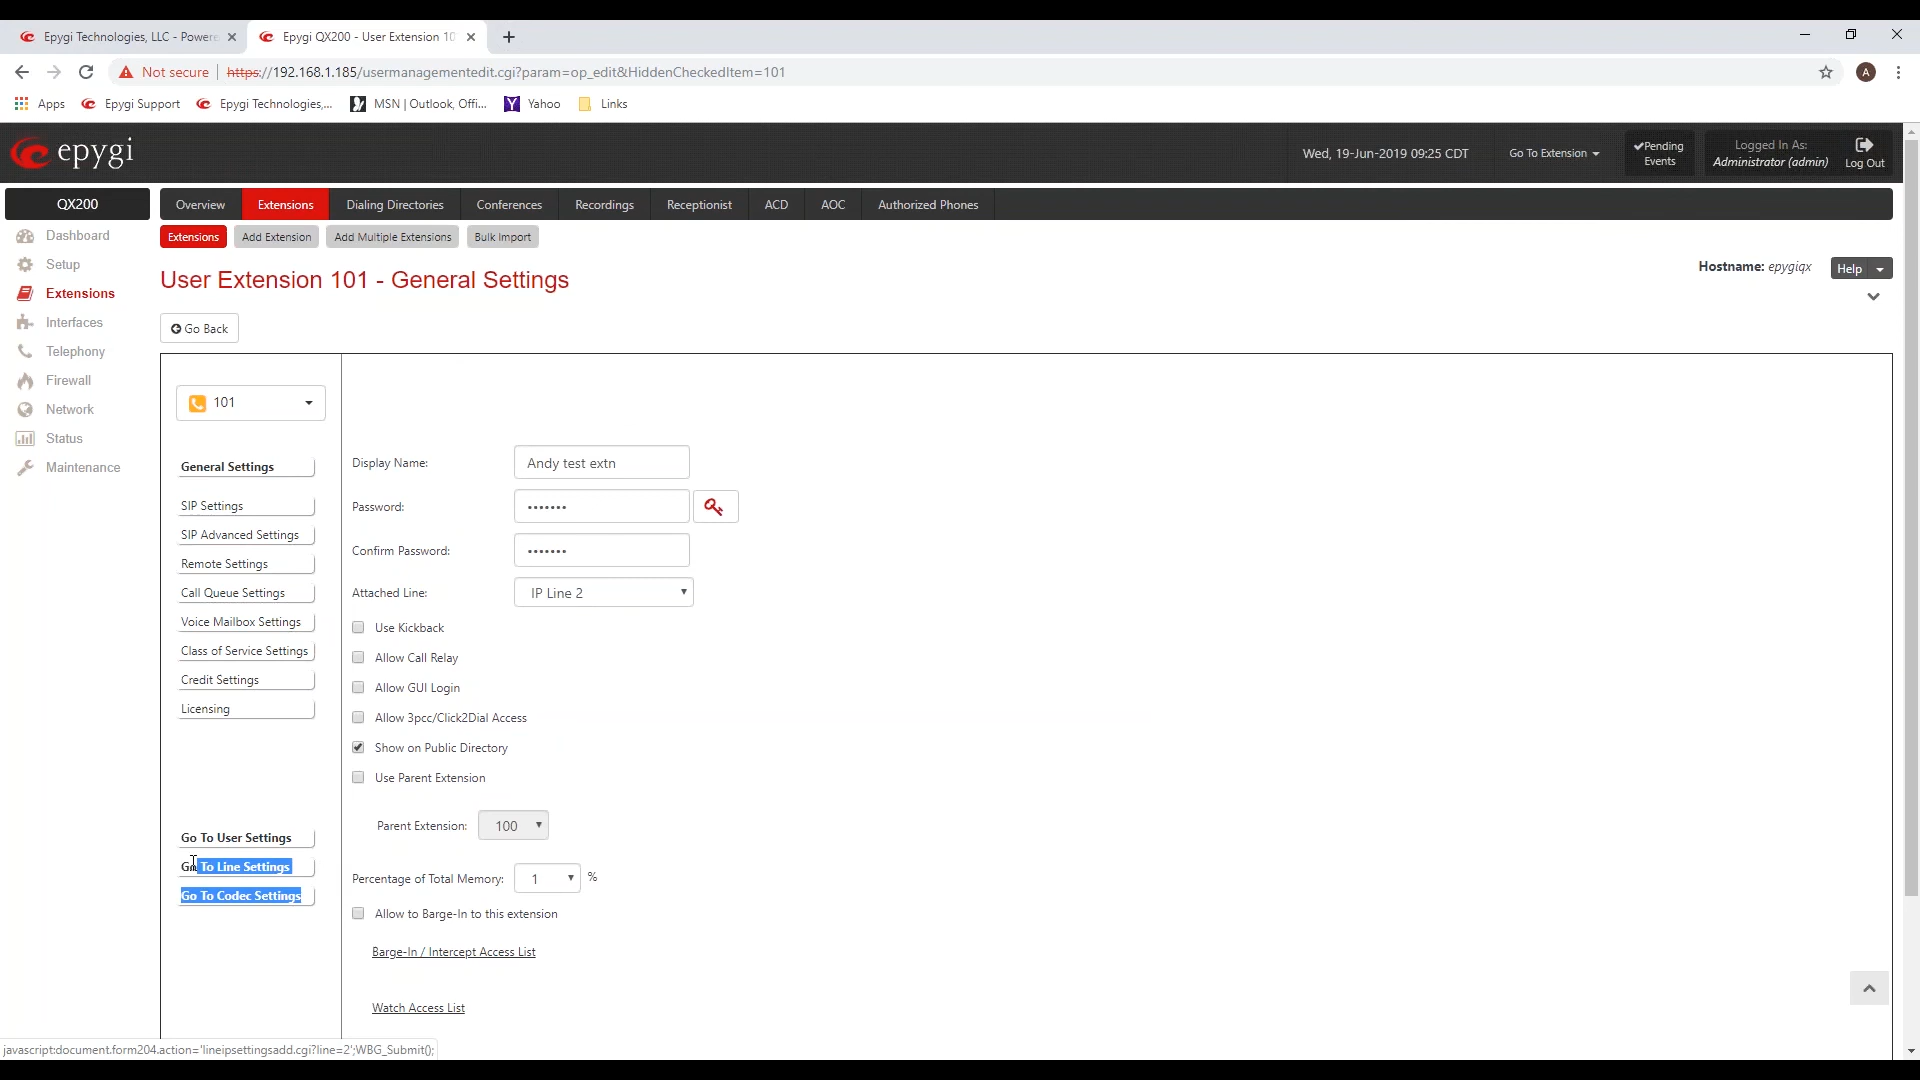 Epygi Technologies, LLC - Powere
Epygi QX200 - User Extension 10
Not secure
https://192.168.1.185/usermanagementedit.cgi?param=op_edit&HiddenCheckedItem=101
A
Apps
Epygi Support
Epygi Technologies,...
MSN | Outlook, Offi...
Yahoo
Links
epygi
Wed, 19-Jun-2019 09:25 CDT
Go To Extension
Pending
Events
Logged In As:
Administrator (admin)
Log Out
QX200
Overview
Extensions
Dialing Directories
Conferences
Recordings
Receptionist
ACD
AOC
Authorized Phones
Dashboard
Setup
Extensions
Interfaces
Telephony
Firewall
Network
Status
Maintenance
Extensions
Add Extension
Add Multiple Extensions
Bulk Import
User Extension 101 - General Settings
Hostname: epygiqx
Help
Go Back
101
General Settings
SIP Settings
SIP Advanced Settings
Remote Settings
Call Queue Settings
Voice Mailbox Settings
Class of Service Settings
Credit Settings
Licensing
Go To User Settings
Go To Line Settings
Go To Codec Settings
Display Name:
Andy test extn
Password:
•••••••
Confirm Password:
•••••••
Attached Line:
IP Line 2
Use Kickback
Allow Call Relay
Allow GUI Login
Allow 3pcc/Click2Dial Access
Show on Public Directory
Use Parent Extension
Parent Extension:
100
Percentage of Total Memory:
1
%
Allow to Barge-In to this extension
Barge-In / Intercept Access List
Watch Access List
javascript:document.form204.action='lineipsettingsadd.cgi?line=2';WBG_Submit();